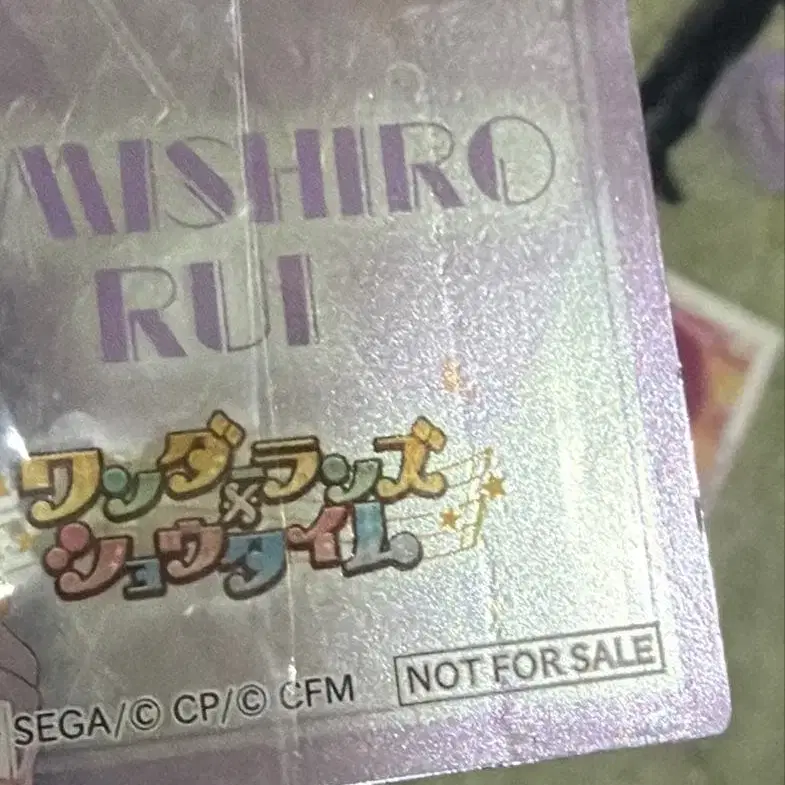 MISHIRO
RUI
ワンダーランズ
×
ショウタイム
SEGA/© CP/© CFM
NOT FOR SALE